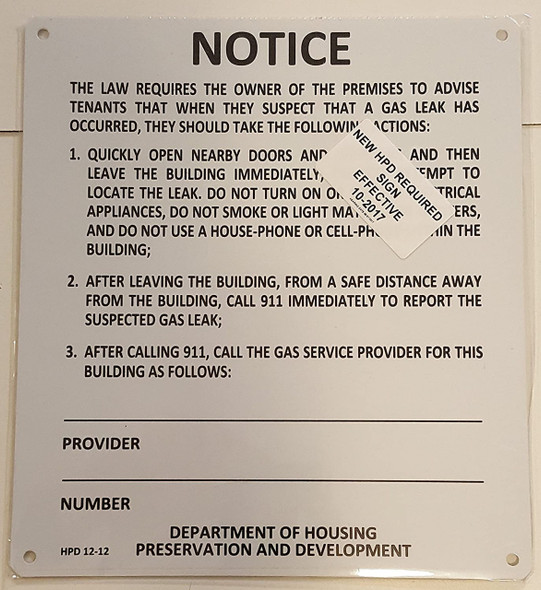 NOTICE
THE LAW REQUIRES THE OWNER OF THE PREMISES TO ADVISE
TENANTS THAT WHEN THEY SUSPECT THAT A GAS LEAK HAS
OCCURRED, THEY SHOULD TAKE THE FOLLOWIN ACTIONS:
1. QUICKLY OPEN NEARBY DOORS AND AND THEN
LEAVE THE BUILDING IMMEDIATELY, EMPT TO
LOCATE THE LEAK. DO NOT TURN ON O TRICAL
APPLIANCES, DO NOT SMOKE OR LIGHT MA ERS,
AND DO NOT USE A HOUSE-PHONE OR CELL-PH IN THE
BUILDING;
NEW HPD REQUIRED
SIGN
EFFECTIVE
10-2017
2. AFTER LEAVING THE BUILDING, FROM A SAFE DISTANCE AWAY
FROM THE BUILDING, CALL 911 IMMEDIATELY TO REPORT THE
SUSPECTED GAS LEAK;
3. AFTER CALLING 911, CALL THE GAS SERVICE PROVIDER FOR THIS
BUILDING AS FOLLOWS:
PROVIDER
NUMBER
DEPARTMENT OF HOUSING
HPD 12-12 PRESERVATION AND DEVELOPMENT